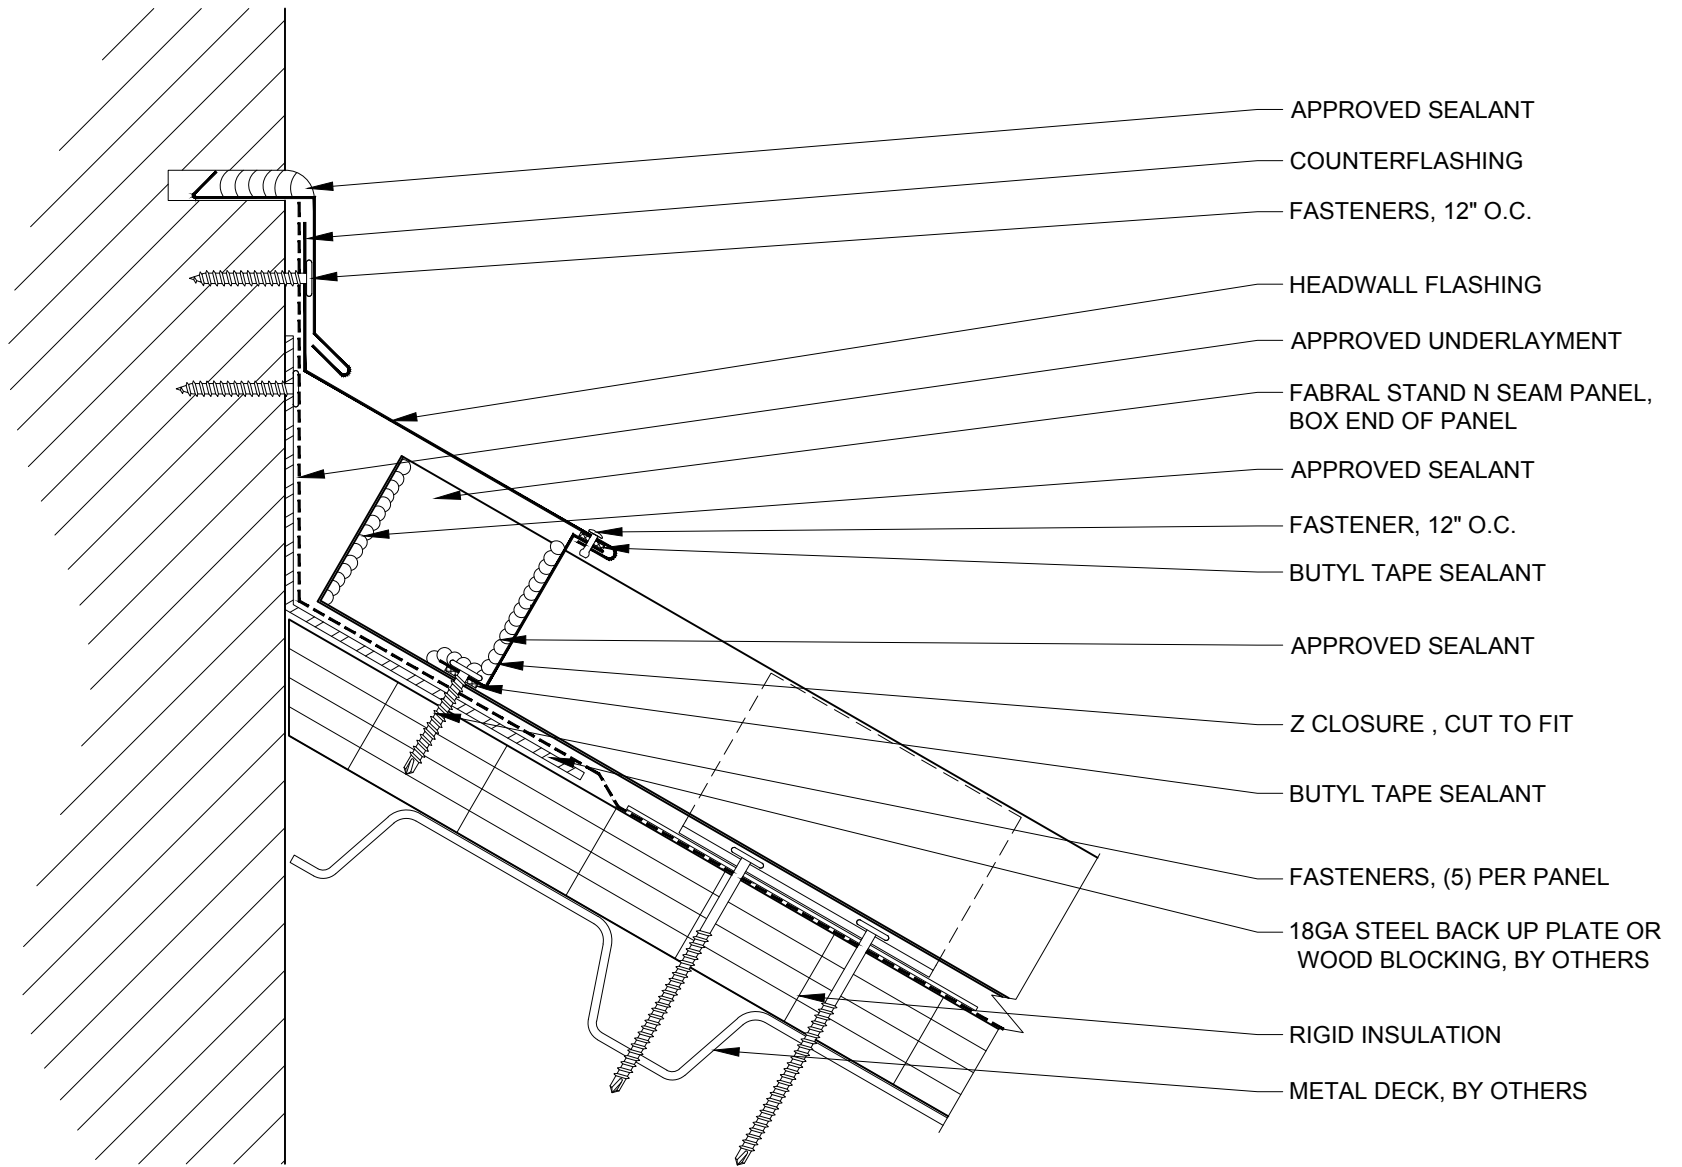 APPROVED SEALANT
COUNTERFLASHING
FASTENERS, 12" O.C.
HEADWALL FLASHING
APPROVED UNDERLAYMENT
FABRAL STAND N SEAM PANEL,
BOX END OF PANEL
APPROVED SEALANT
FASTENER, 12" O.C.
BUTYL TAPE SEALANT
APPROVED SEALANT
Z CLOSURE , CUT TO FIT
BUTYL TAPE SEALANT
FASTENERS, (5) PER PANEL
18GA STEEL BACK UP PLATE OR
WOOD BLOCKING, BY OTHERS
RIGID INSULATION
METAL DECK, BY OTHERS